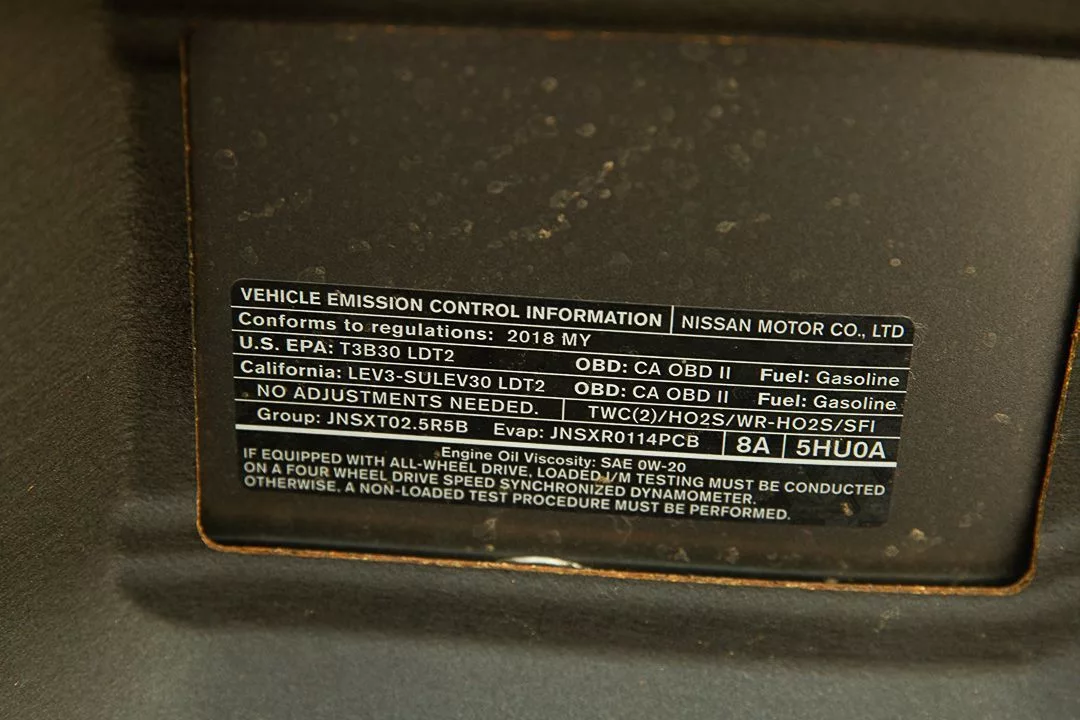 VEHICLE EMISSION CONTROL INFORMATION NISSAN MOTOR CO., LTD
Conforms to regulations: 2018 MY
U.S. EPA: T3B30 LDT2 OBD: CA OBD II Fuel: Gasoline
California: LEV3-SULEV30 LDT2 OBD: CA OBD II Fuel: Gasoline
NO ADJUSTMENTS NEEDED. TWC(2)/HO2S/WR-HO2S/SFI
Group: JNSXT02.5R5B Evap: JNSXR0114PCB 8A 5HU0A
Engine Oil Viscosity: SAE 0W-20
IF EQUIPPED WITH ALL-WHEEL DRIVE, LOADED I/M TESTING MUST BE CONDUCTED
ON A FOUR WHEEL DRIVE SPEED SYNCHRONIZED DYNAMOMETER.
OTHERWISE, A NON-LOADED TEST PROCEDURE MUST BE PERFORMED.